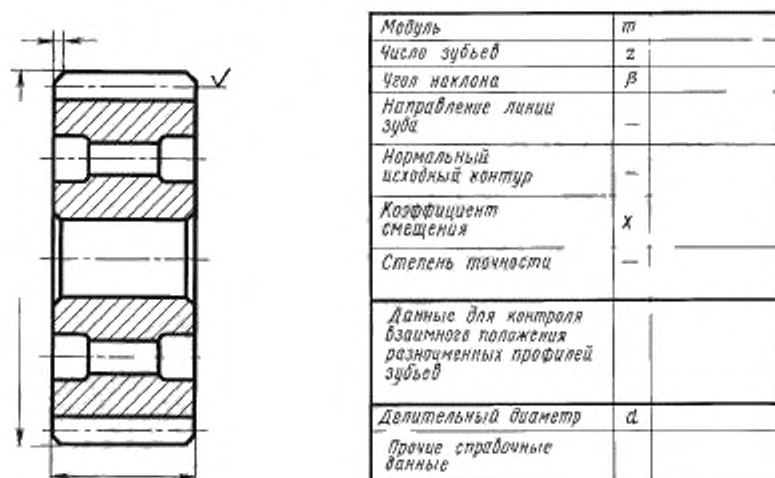 Модуль m
Число зубьев z
Угол наклона β
Направление линии
зуба —
Нормальный
исходный контур —
Коэффициент
смещения x
Степень точности —
Данные для контроля
взаимного положения
разноименных профилей
зубьев
Делительный диаметр d
Прочие справочные
данные